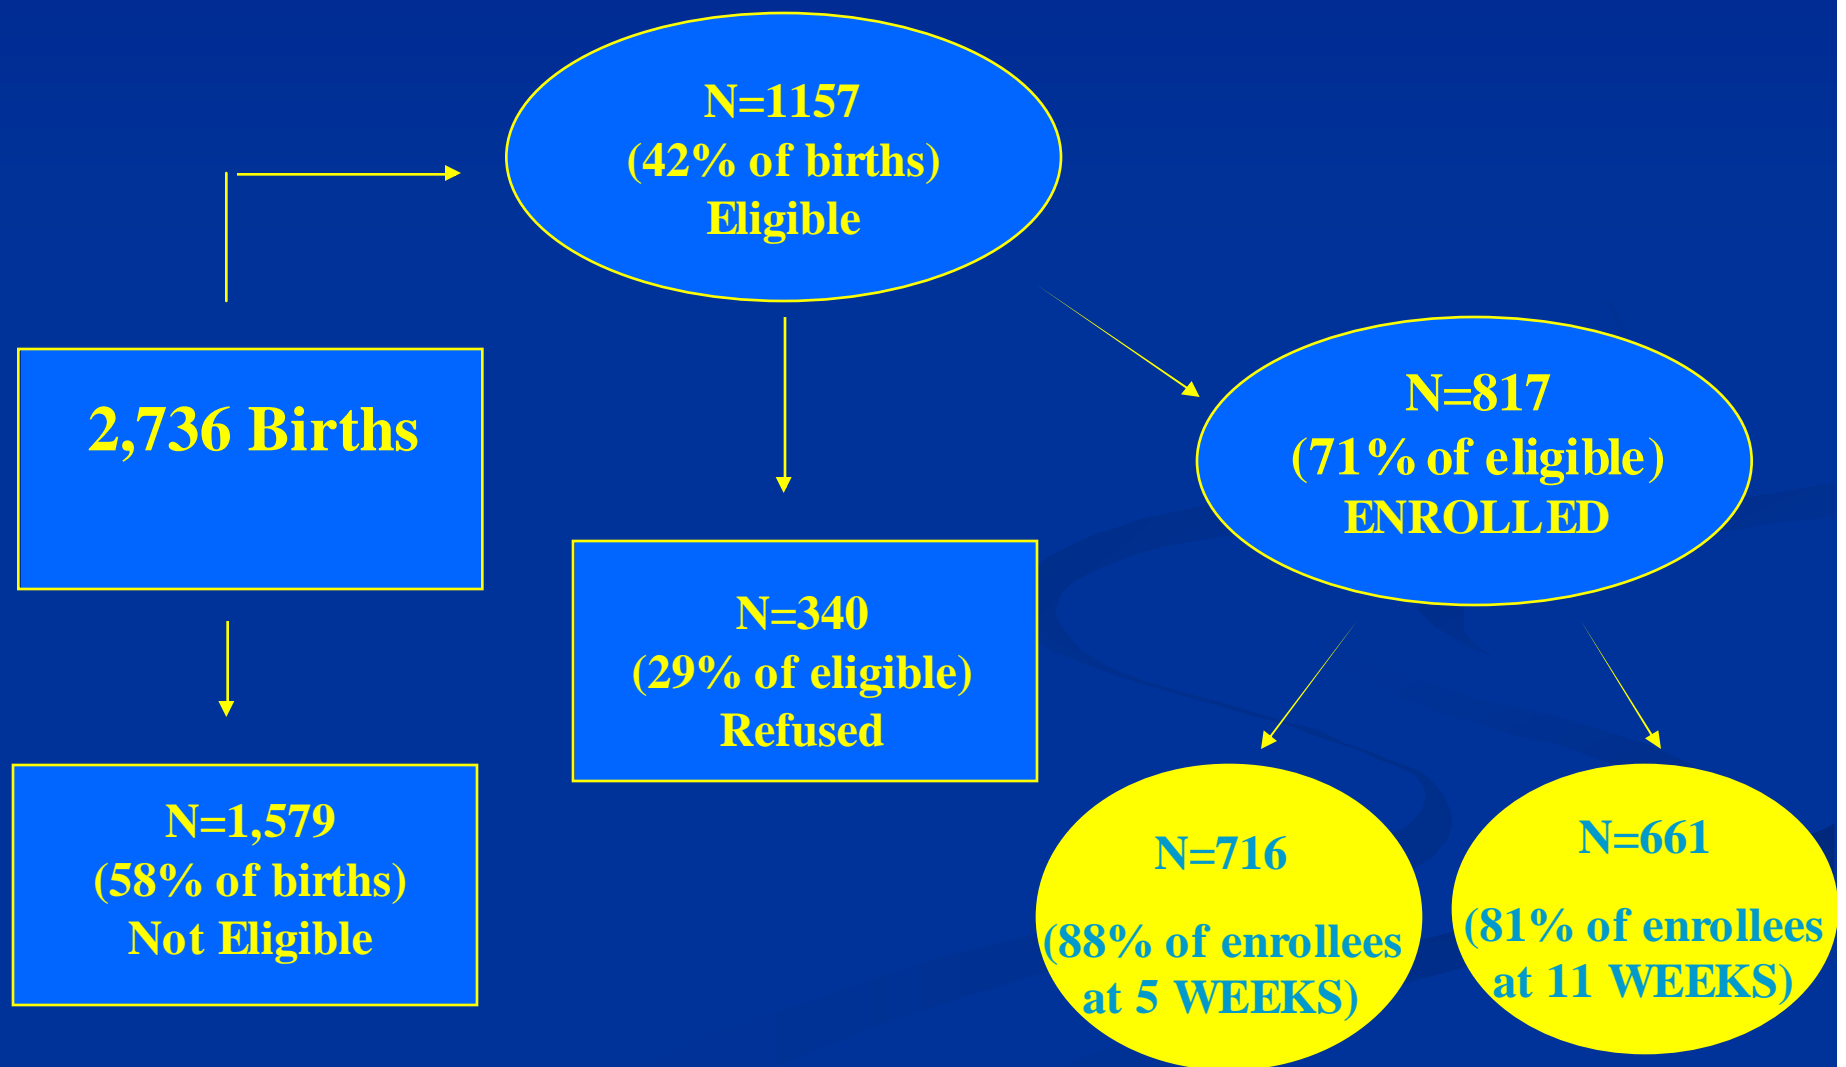 N=1157
(42% of births)
Eligible
2,736 Births
N=817
(71% of eligible)
ENROLLED
N=340
(29% of eligible)
Refused
N=1,579
(58% of births)
Not Eligible
N=716
(88% of enrollees
at 5 WEEKS)
N=661
(81% of enrollees
at 11 WEEKS)